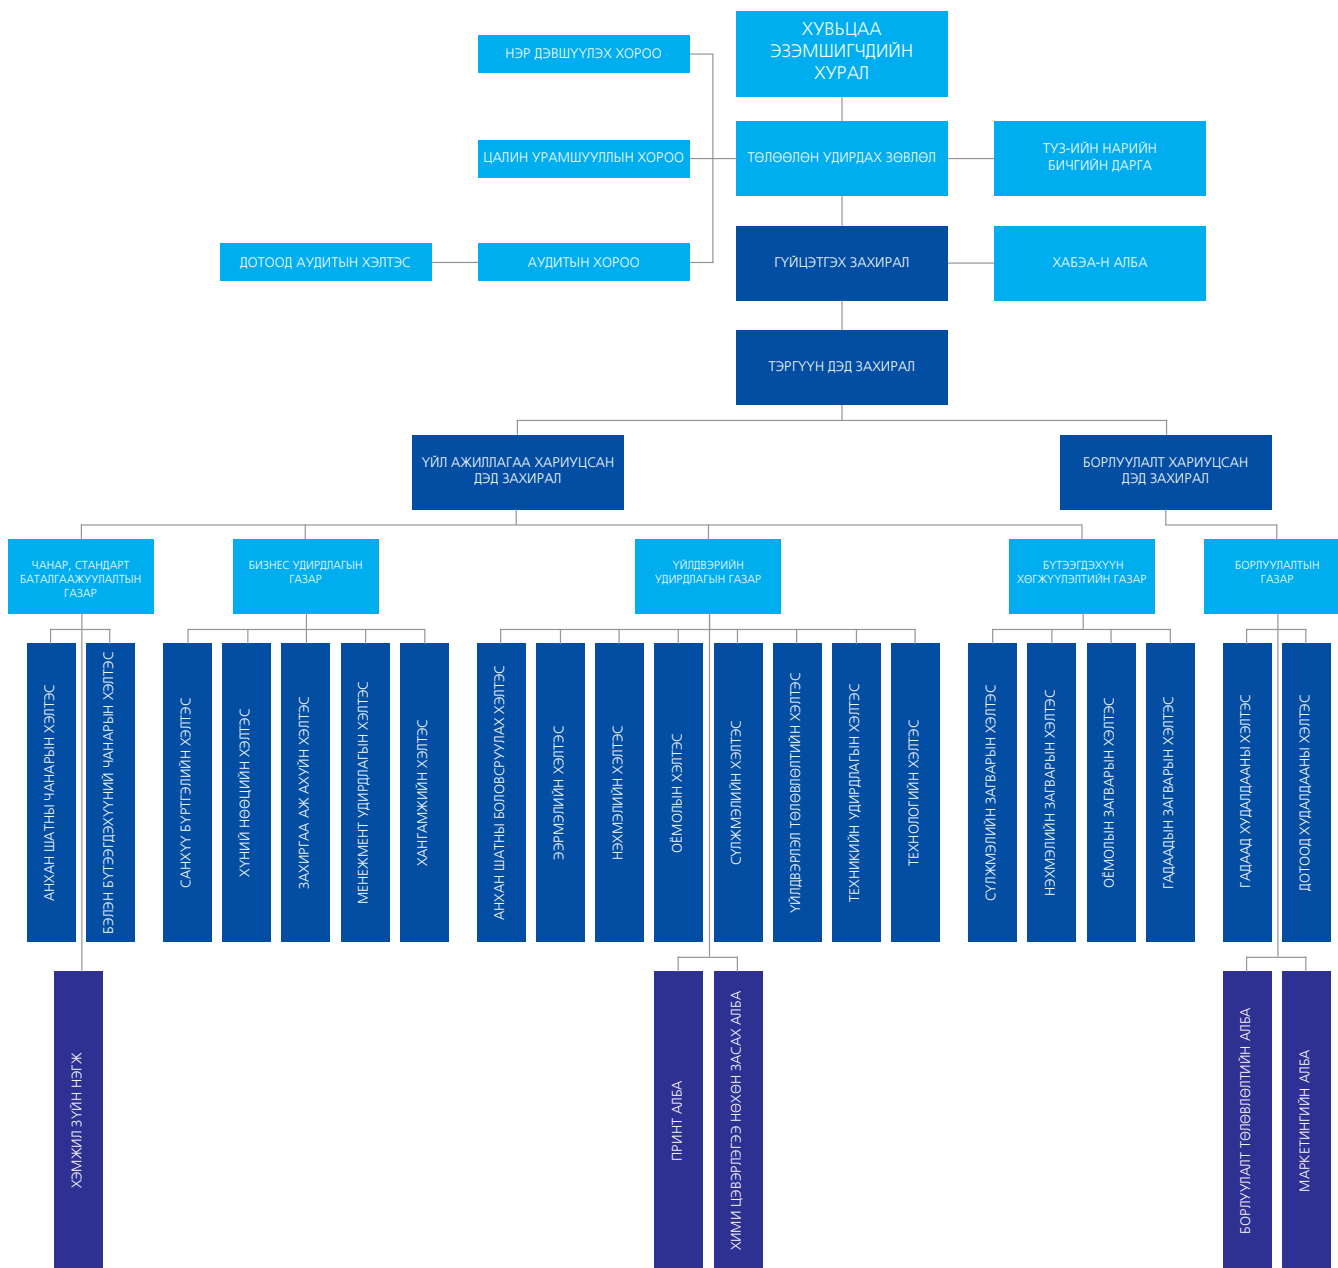 ХУВЬЦАА
ЭЗЭМШИГЧДИЙН
ХУРАЛ
НЭР ДЭВШҮҮЛЭХ ХОРОО
ЦАЛИН УРАМШУУЛЛЫН ХОРОО
ТӨЛӨӨЛӨН УДИРДАХ ЗӨВЛӨЛ
ТУЗ-ИЙН НАРИЙН
БИЧГИЙН ДАРГА
ДОТООД АУДИТЫН ХЭЛТЭС
АУДИТЫН ХОРОО
ГҮЙЦЭТГЭХ ЗАХИРАЛ
ХАБЭА-Н АЛБА
ТЭРГҮҮН ДЭД ЗАХИРАЛ
ҮЙЛ АЖИЛЛАГАА ХАРИУЦСАН
ДЭД ЗАХИРАЛ
БОРЛУУЛАЛТ ХАРИУЦСАН
ДЭД ЗАХИРАЛ
ЧАНАР, СТАНДАРТ
БАТАЛГААЖУУЛАЛТЫН
ГАЗАР
БИЗНЕС УДИРДЛАГЫН
ГАЗАР
ҮЙЛДВЭРИЙН
УДИРДЛАГЫН ГАЗАР
БҮТЭЭГДЭХҮҮН
ХӨГЖҮҮЛЭЛТИЙН ГАЗАР
БОРЛУУЛАЛТЫН
ГАЗАР
АНХАН ШАТНЫ ЧАНАРЫН ХЭЛТЭС
БЭЛЭН БҮТЭЭГДЭХҮҮНИЙ ЧАНАРЫН ХЭЛТЭС
САНХҮҮ БҮРТГЭЛИЙН ХЭЛТЭС
ХҮНИЙ НӨӨЦИЙН ХЭЛТЭС
ЗАХИРГАА АЖ АХУЙН ХЭЛТЭС
МЕНЕЖМЕНТ УДИРДЛАГЫН ХЭЛТЭС
ХАНГАМЖИЙН ХЭЛТЭС
АНХАН ШАТНЫ БОЛОВСРУУЛАХ ХЭЛТЭС
ЭЭРМЭЛИЙН ХЭЛТЭС
НЭХМЭЛИЙН ХЭЛТЭС
ОЁМОЛЫН ХЭЛТЭС
СҮЛЖМЭЛИЙН ХЭЛТЭС
ҮЙЛДВЭРЛЭЛ ТӨЛӨВЛӨЛТИЙН ХЭЛТЭС
ТЕХНИКИЙН УДИРДЛАГЫН ХЭЛТЭС
ТЕХНОЛОГИЙН ХЭЛТЭС
СҮЛЖМЭЛИЙН ЗАГВАРЫН ХЭЛТЭС
НЭХМЭЛИЙН ЗАГВАРЫН ХЭЛТЭС
ОЁМОЛЫН ЗАГВАРЫН ХЭЛТЭС
ГАДААДЫН ЗАГВАРЫН ХЭЛТЭС
ГАДААД ХУДАЛДААНЫ ХЭЛТЭС
ДОТООД ХУДАЛДААНЫ ХЭЛТЭС
ХЭМЖИЛ ЗҮЙН НЭГЖ
ПРИНТ АЛБА
ХИМИ ЦЭВЭРЛЭГЭЭ НӨХӨН ЗАСАХ АЛБА
БОРЛУУЛАЛТ ТӨЛӨВЛӨЛТИЙН АЛБА
МАРКЕТИНГИЙН АЛБА